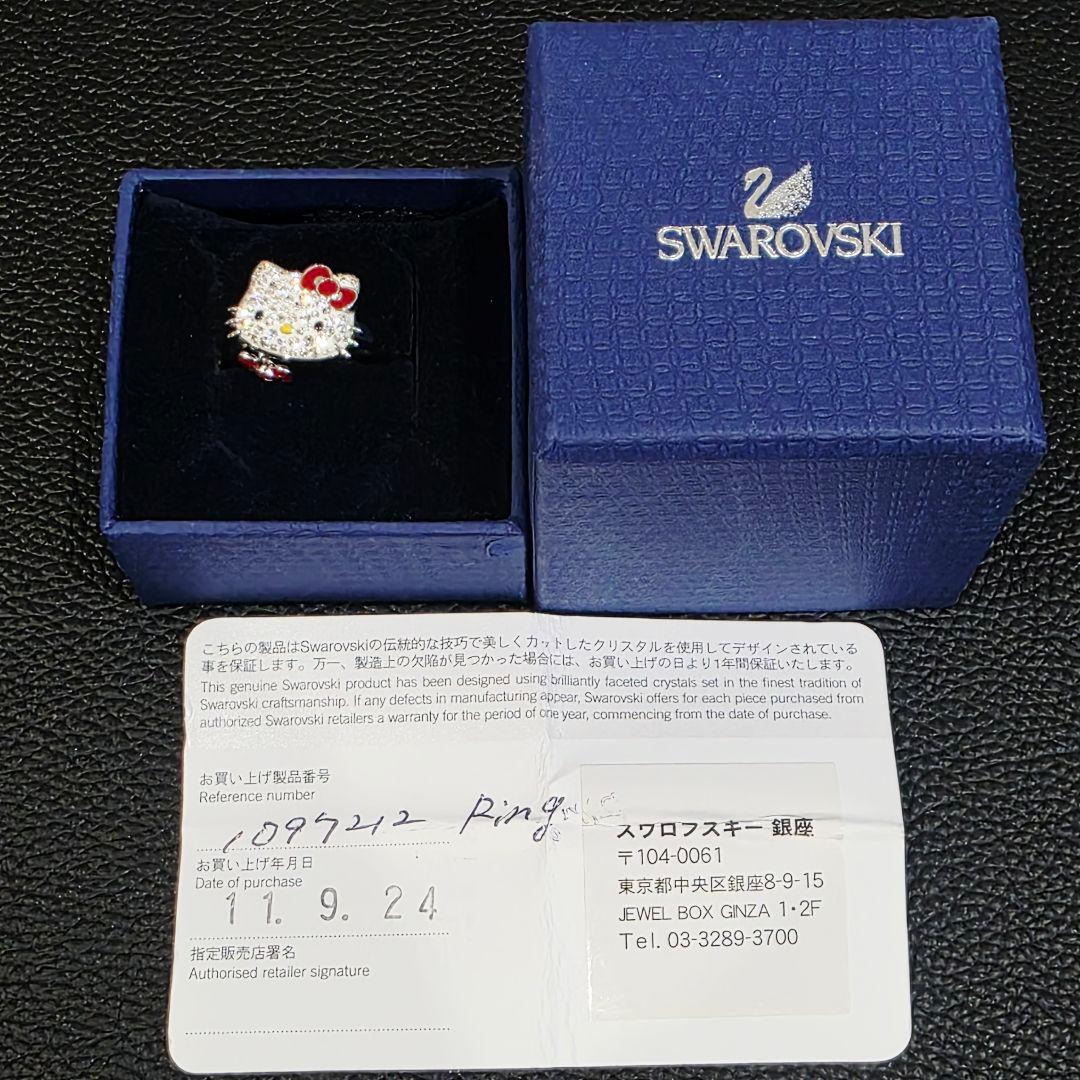 SWAROVSKI
こちらの製品はSwarovskiの伝統的な技巧で美しくカットしたクリスタルを使用してデザインされている
事を保証します。万一、製造上の欠陥が見つかった場合には、お買い上げの日より1年間保証いたします。
This genuine Swarovski product has been designed using brilliantly faceted crystals set in the finest tradition of
Swarovski craftsmanship. If any defects in manufacturing appear, Swarovski offers for each piece purchased from
authorized Swarovski retailers a warranty for the period of one year, commencing from the date of purchase.
お買い上げ製品番号
Reference number
1097212 Ring
お買い上げ年月日
Date of purchase
11. 9. 24
指定販売店署名
Authorised retailer signature
スワロフスキー 銀座
〒104-0061
東京都中央区銀座8-9-15
JEWEL BOX GINZA 1・2F
Tel. 03-3289-3700